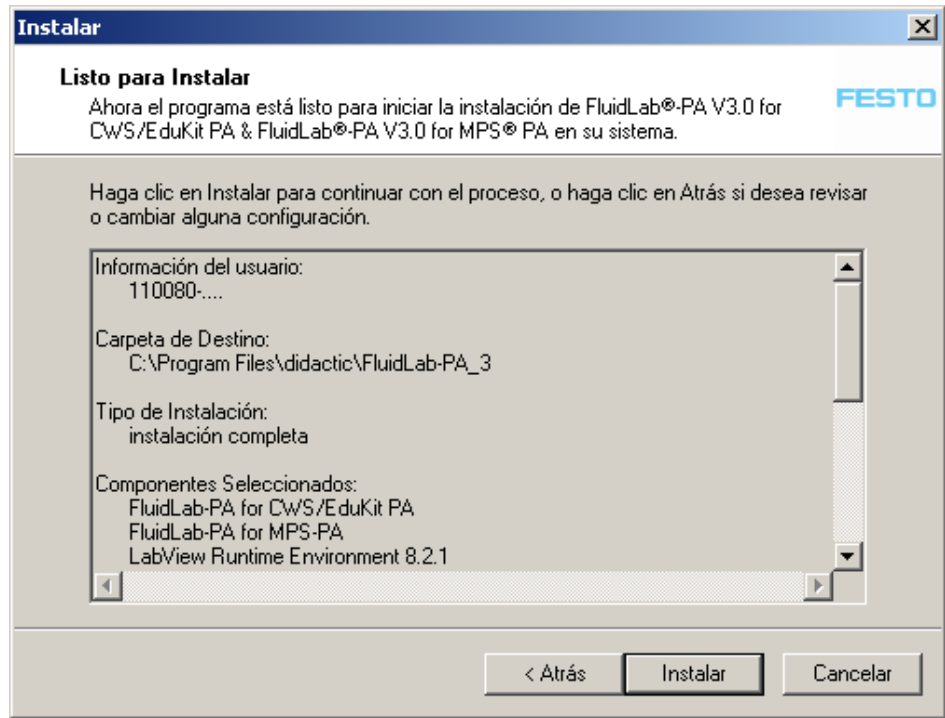 Instalar
Listo para Instalar
Ahora el programa está listo para iniciar la instalación de FluidLab®-PA V3.0 for
CWS/EduKit PA & FluidLab®-PA V3.0 for MPS® PA en su sistema.
FESTO
Haga clic en Instalar para continuar con el proceso, o haga clic en Atrás si desea revisar
o cambiar alguna configuración.
Información del usuario:
110080-....
Carpeta de Destino:
C:\Program Files\didactic\FluidLab-PA_3
Tipo de Instalación:
instalación completa
Componentes Seleccionados:
FluidLab-PA for CWS/EduKit PA
FluidLab-PA for MPS-PA
LabView Runtime Environment 8.2.1
< Atrás
Instalar
Cancelar